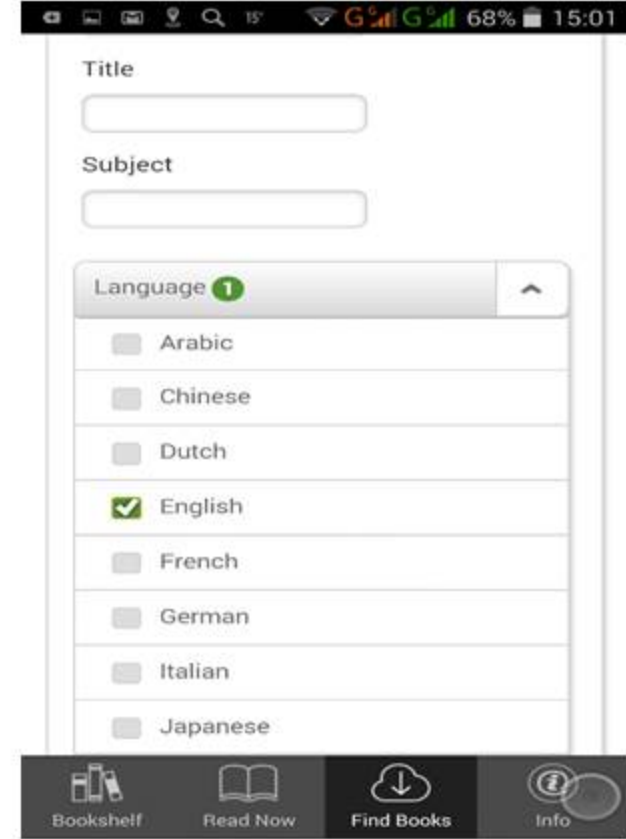 15° G G 68% 15:01
Title
Subject
Language 1
Arabic
Chinese
Dutch
English
French
German
Italian
Japanese
Bookshelf Read Now Find Books Info